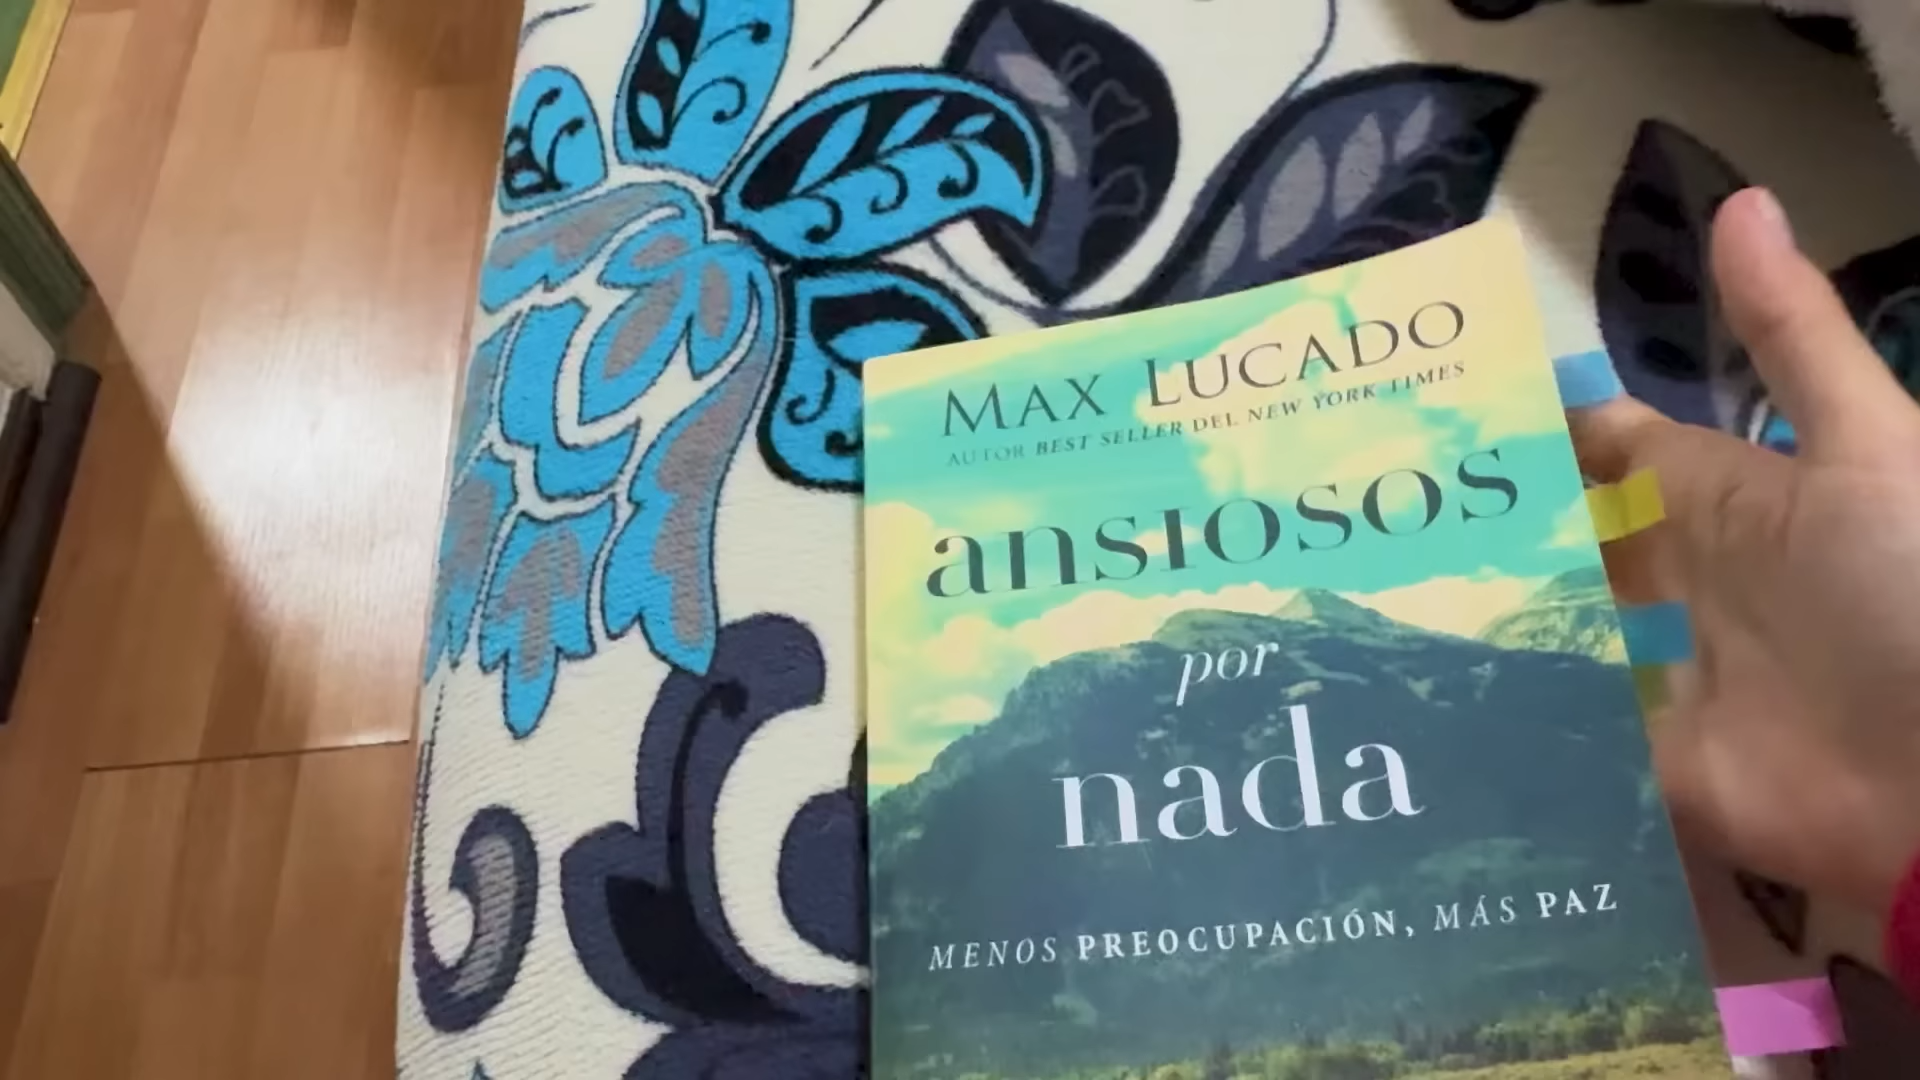 MAX LUCADO
AUTOR BEST SELLER DEL NEW YORK TIMES
ansIOSOS
por
nada
MENOS PREOCUPACIÓN, MÁS PAZ